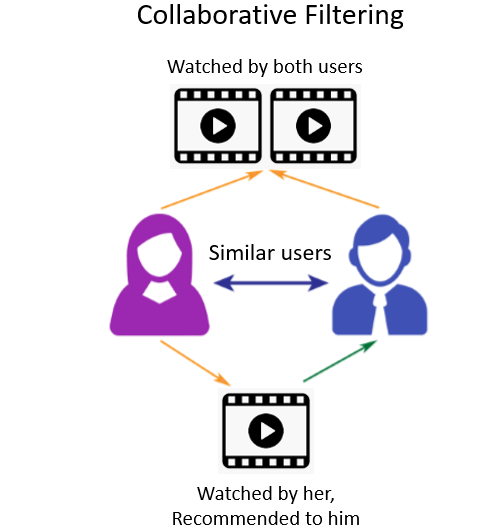 Collaborative Filtering
Watched by both users
Similar users
Watched by her,
Recommended to him